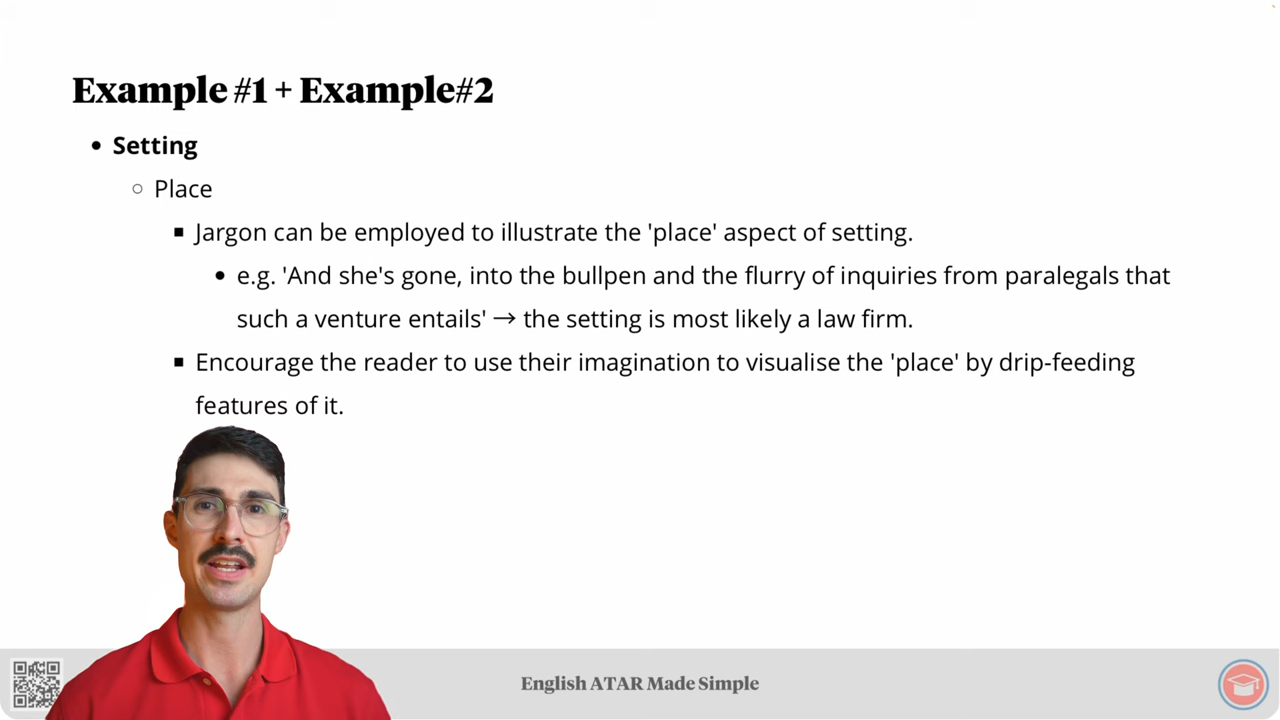 Example #1 + Example#2
• Setting
○ Place
▪ Jargon can be employed to illustrate the 'place' aspect of setting.
• e.g. 'And she's gone, into the bullpen and the flurry of inquiries from paralegals that
such a venture entails' → the setting is most likely a law firm.
▪ Encourage the reader to use their imagination to visualise the 'place' by drip-feeding
features of it.
English ATAR Made Simple